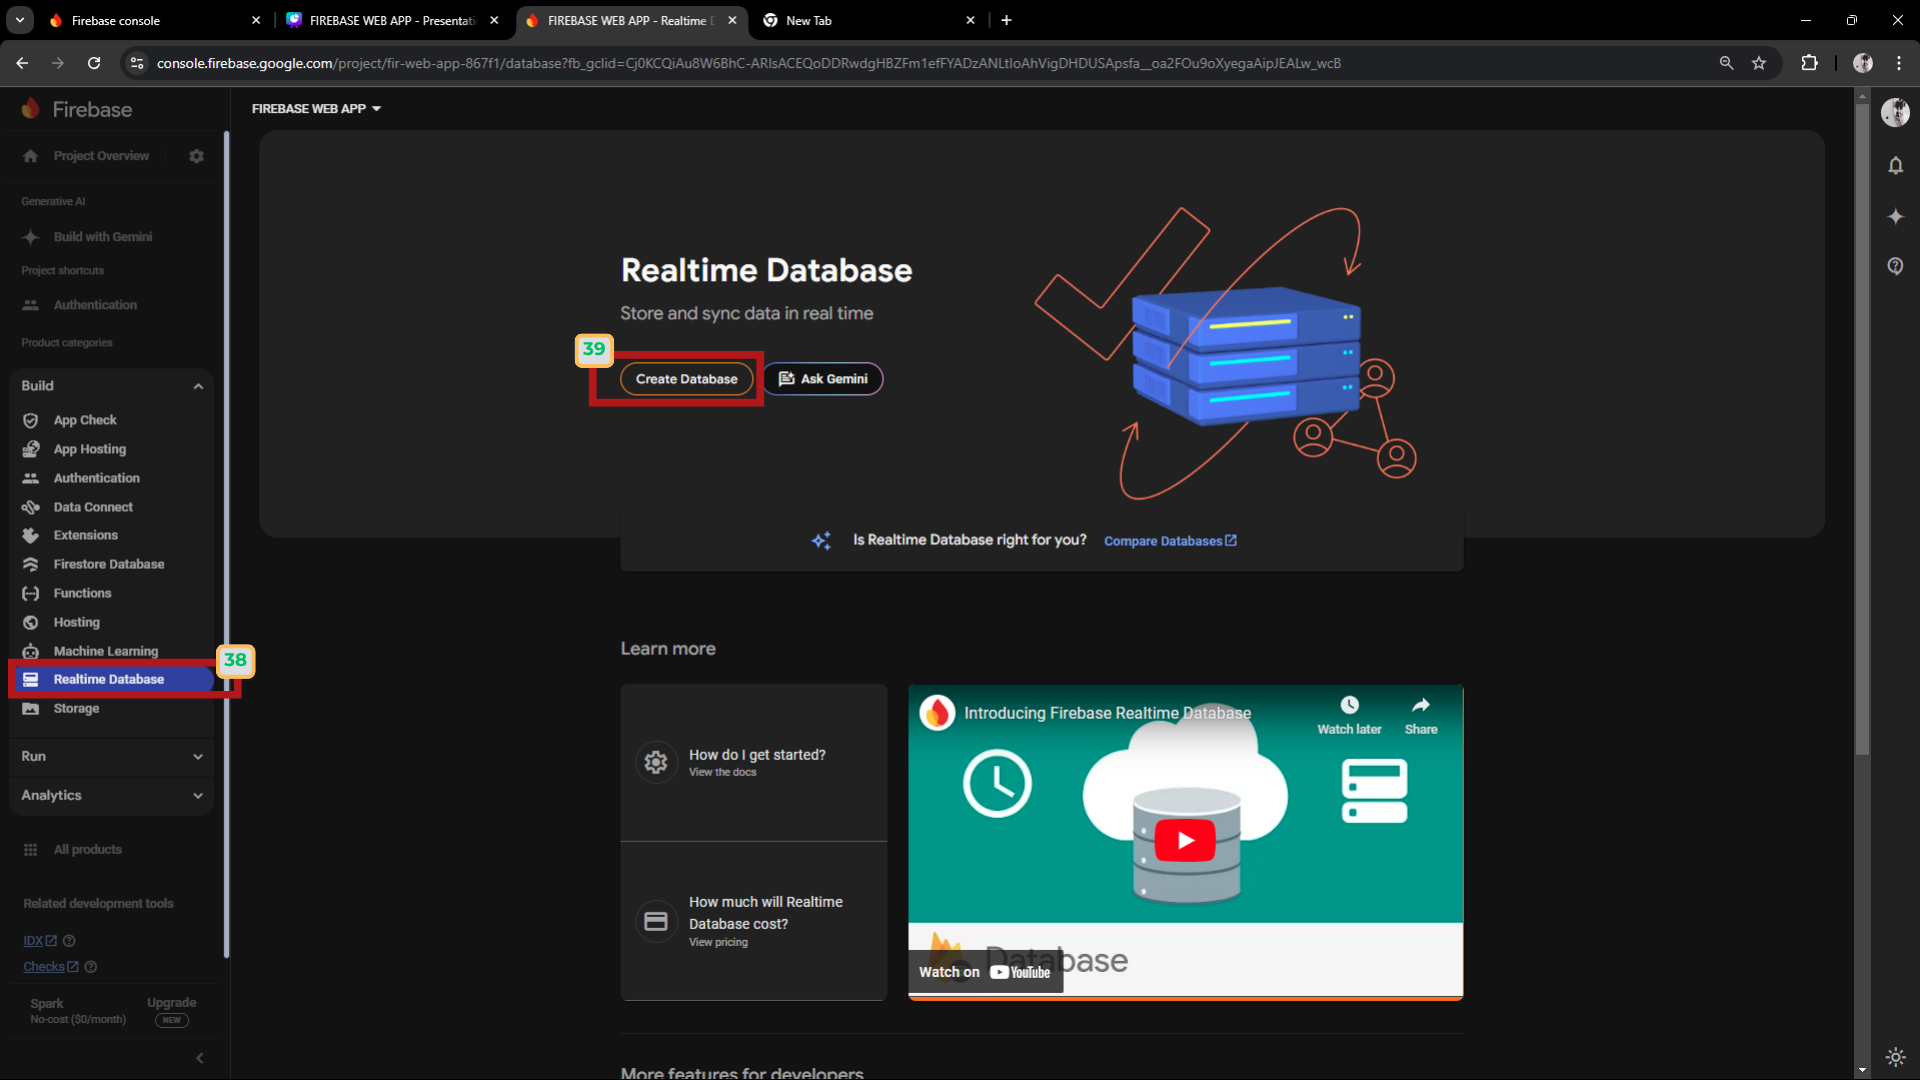 Firebase console
FIREBASE WEB APP - Presentati
FIREBASE WEB APP - Realtime D
New Tab
console.firebase.google.com/project/fir-web-app-867f1/database?fb_gclid=Cj0KCQiAu8W6BhC-ARIsACEQoDDRwdgHBZFm1efFYADzANLtIoAhVigDHDUSApsfa__oa2FOu9oXyegaAipJEALw_wcB
Firebase
FIREBASE WEB APP
Project Overview
Generative AI
Build with Gemini
Project shortcuts
Authentication
Product categories
Build
App Check
App Hosting
Authentication
Data Connect
Extensions
Firestore Database
Functions
Hosting
Machine Learning
38
Realtime Database
Storage
Run
Analytics
All products
Related development tools
IDX
Checks
Spark
No-cost ($0/month)
Upgrade
NEW
Realtime Database
Store and sync data in real time
39
Create Database
Ask Gemini
Is Realtime Database right for you?
Compare Databases
Learn more
How do I get started?
View the docs
How much will Realtime
Database cost?
View pricing
Introducing Firebase Realtime Database
Watch later
Share
Database
Watch on YouTube
More features for developers